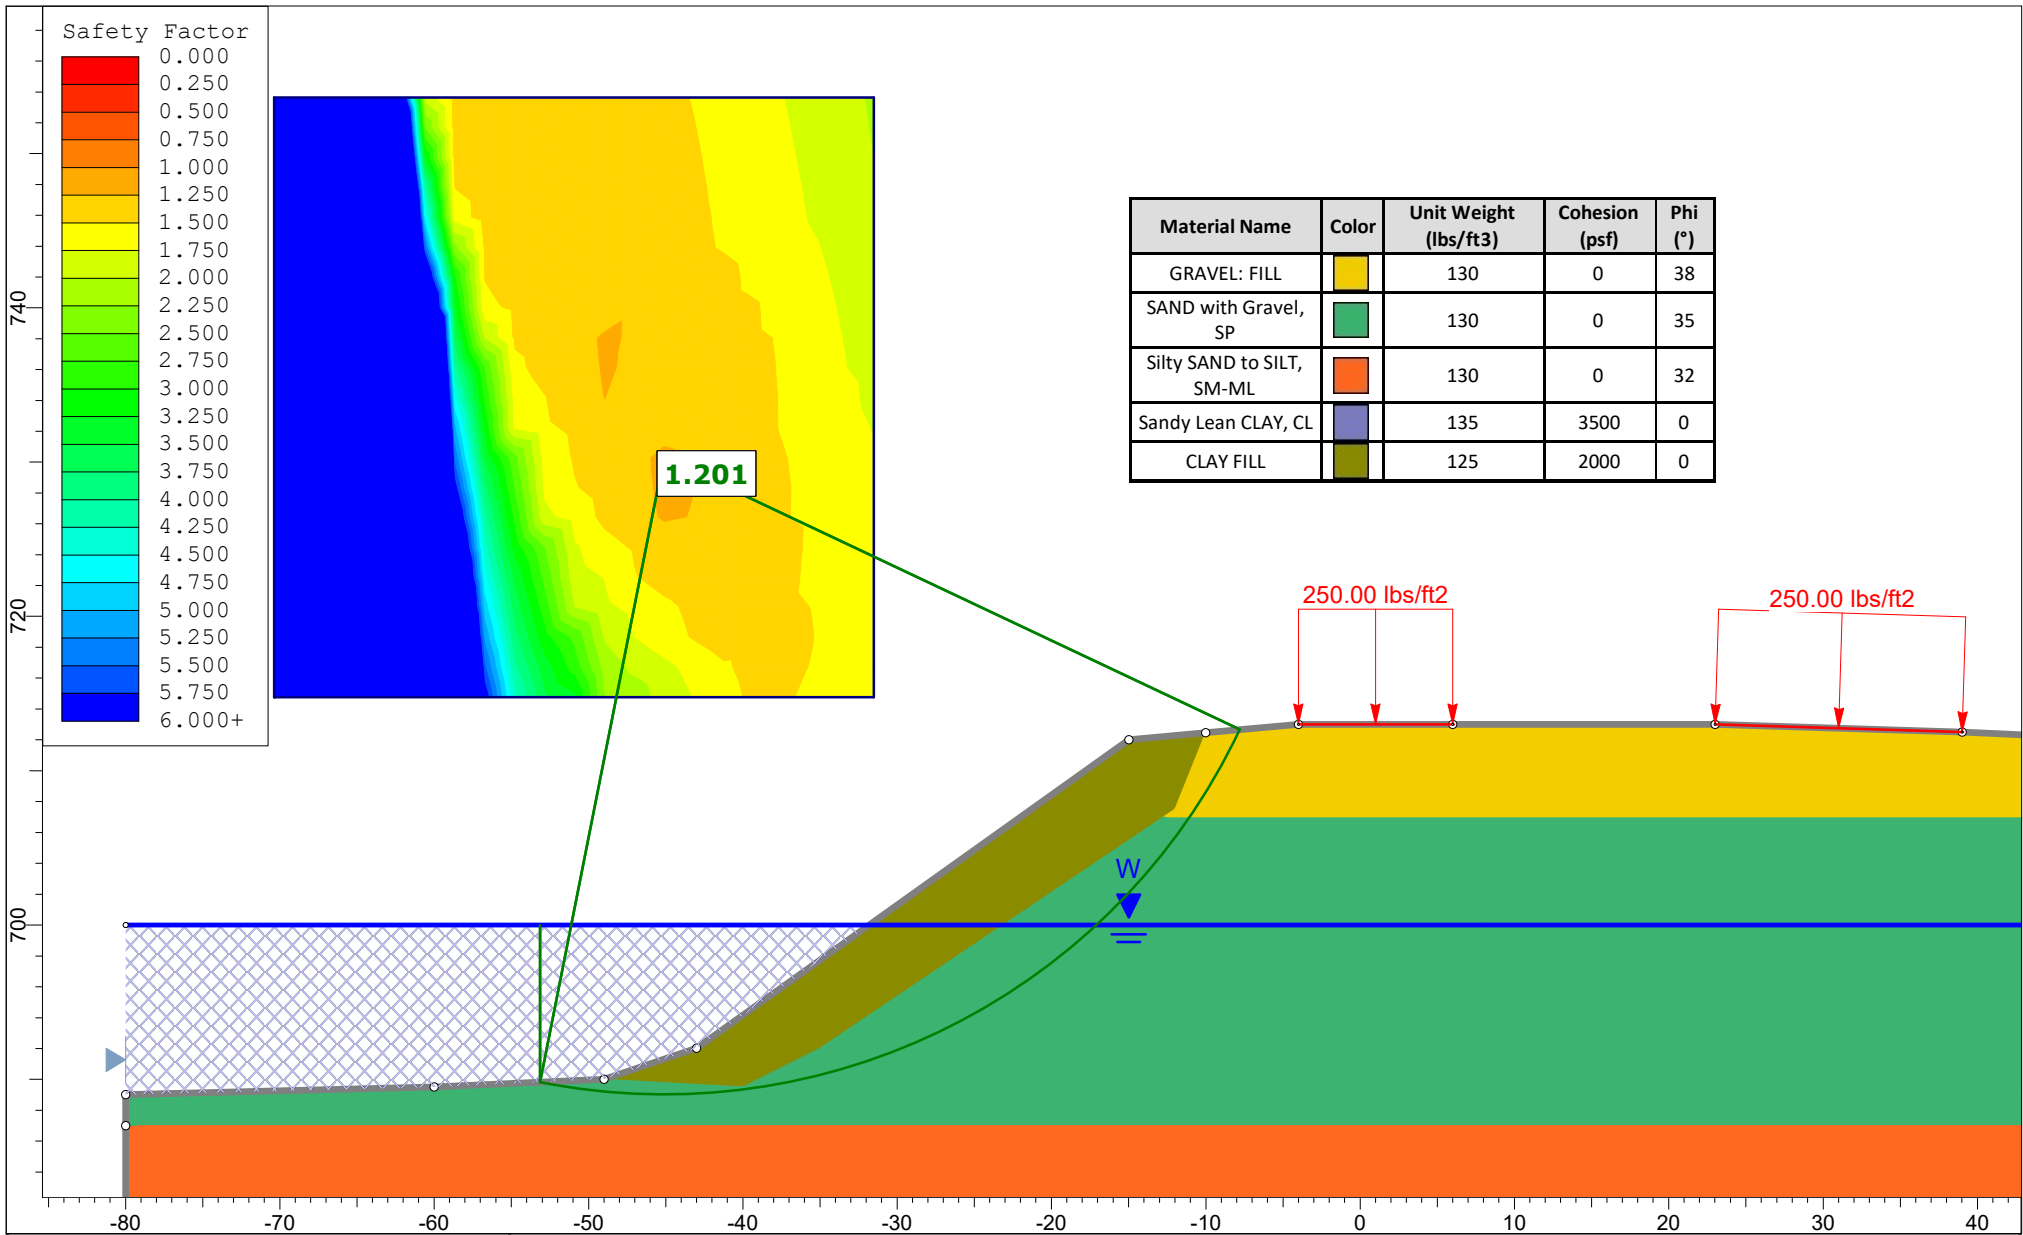 Safety Factor
0.000
0.250
0.500
0.750
1.000
1.250
1.500
1.750
2.000
2.250
2.500
2.750
3.000
3.250
3.500
3.750
4.000
4.250
4.500
4.750
5.000
5.250
5.500
5.750
6.000+
740
720
700
1.201
Material Name Color Unit Weight (lbs/ft3) Cohesion (psf) Phi (°)
GRAVEL: FILL 130 0 38
SAND with Gravel, SP 130 0 35
Silty SAND to SILT, SM-ML 130 0 32
Sandy Lean CLAY, CL 135 3500 0
CLAY FILL 125 2000 0
250.00 lbs/ft2
250.00 lbs/ft2
W
-80 -70 -60 -50 -40 -30 -20 -10 0 10 20 30 40